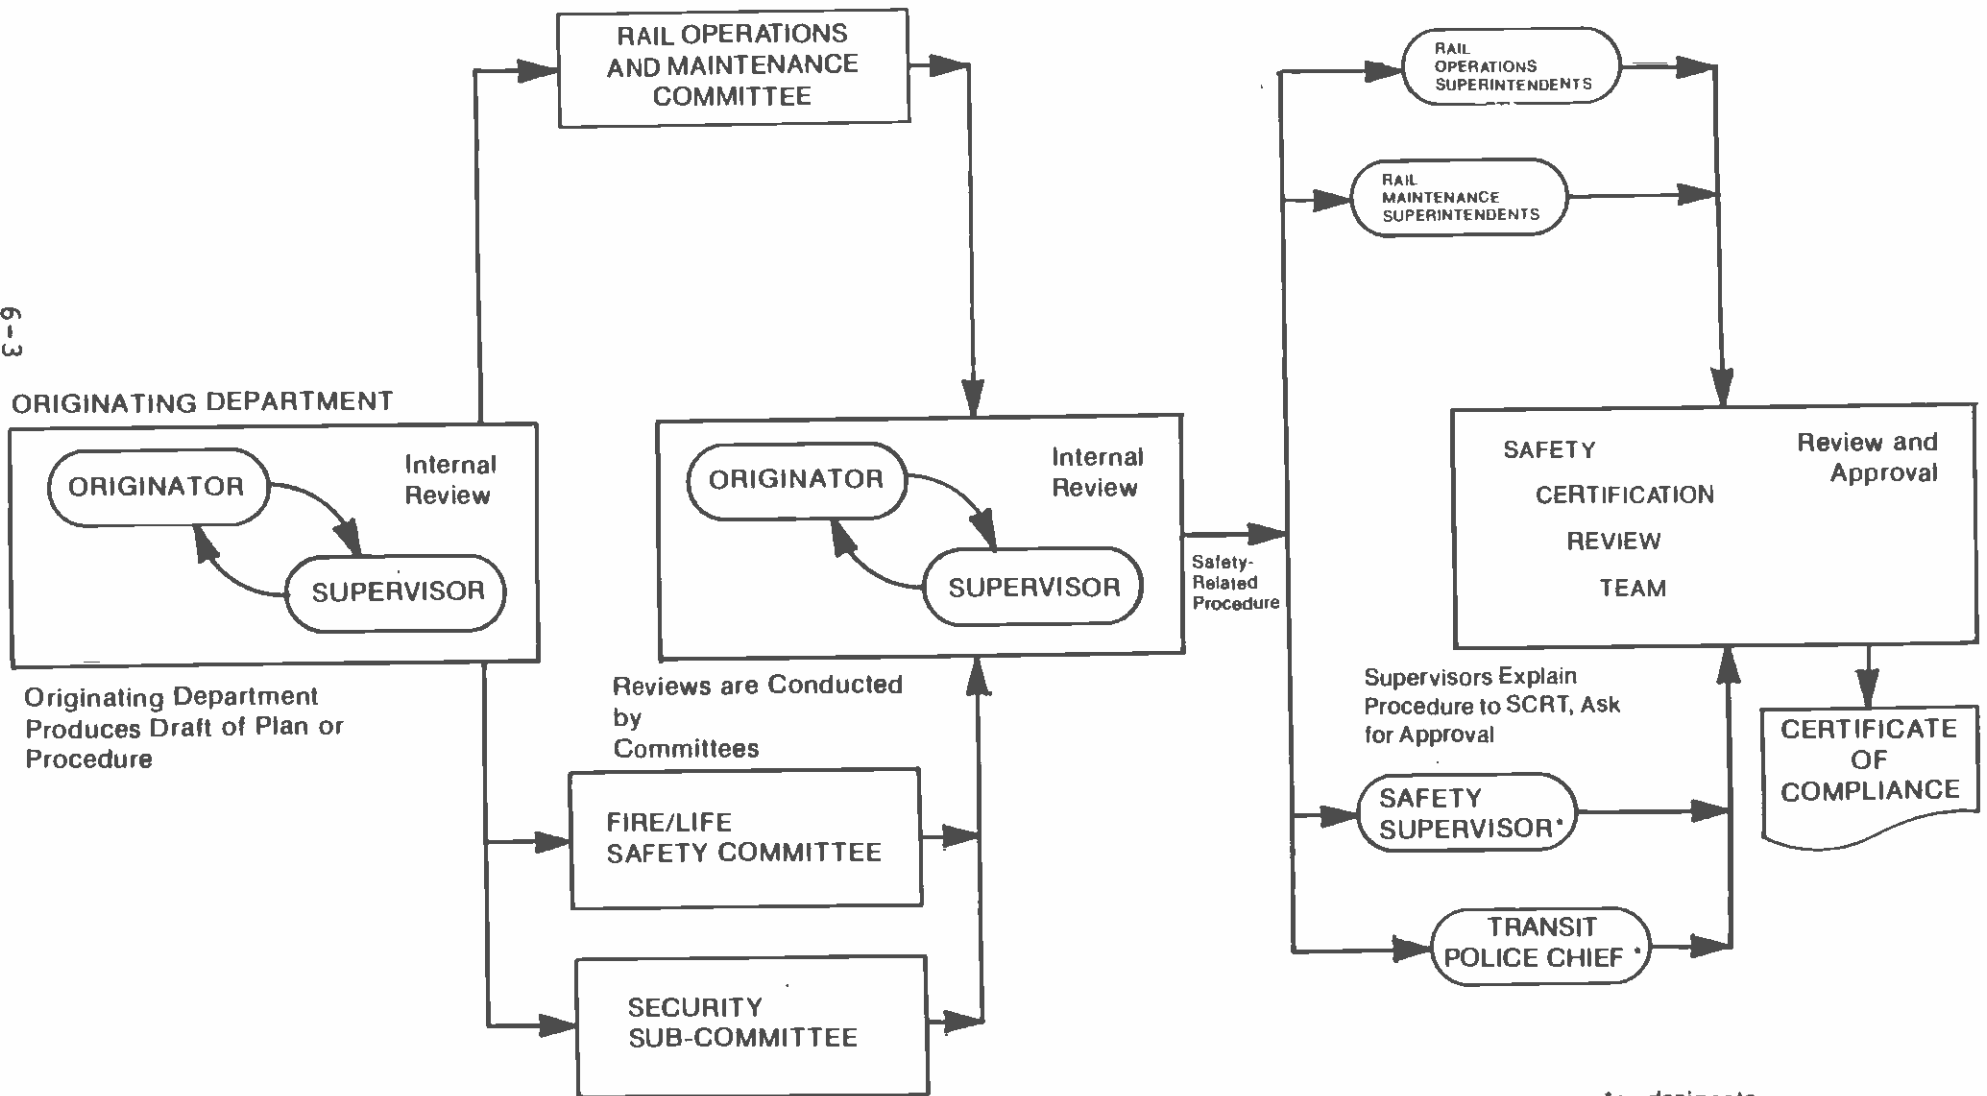 RAIL OPERATIONS
AND MAINTENANCE
COMMITTEE
RAIL
OPERATIONS
SUPERINTENDENTS
RAIL
MAINTENANCE
SUPERINTENDENTS
6-3
ORIGINATING DEPARTMENT
ORIGINATOR
Internal
Review
SUPERVISOR
Originating Department
Produces Draft of Plan or
Procedure
ORIGINATOR
Internal
Review
SUPERVISOR
Reviews are Conducted
by
Committees
Safety-
Related
Procedure
SAFETY
CERTIFICATION
REVIEW
TEAM
Review and
Approval
Supervisors Explain
Procedure to SCRT, Ask
for Approval
CERTIFICATE
OF
COMPLIANCE
FIRE/LIFE
SAFETY COMMITTEE
SAFETY
SUPERVISOR*
SECURITY
SUB-COMMITTEE
TRANSIT
POLICE CHIEF *